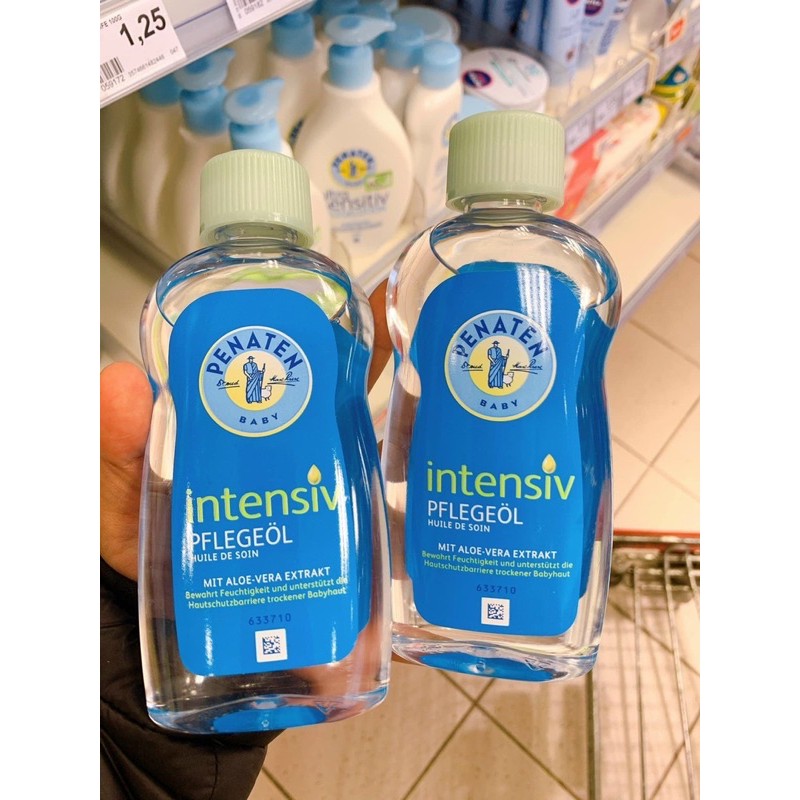 1,25
PENATEN
Sensitiv
PENATEN
BABY
intensiv
PFLEGEÖL
HUILE DE SOIN
MIT ALOE-VERA EXTRAKT
Bewahrt Feuchtigkeit und unterstützt die
Hautschutzbarriere trockener Babyhaut
633710
PENATEN
BABY
intensiv
PFLEGEÖL
HUILE DE SOIN
MIT ALOE-VERA EXTRAKT
Bewahrt Feuchtigkeit und unterstützt die
Hautschutzbarriere trockener Babyhaut
633710